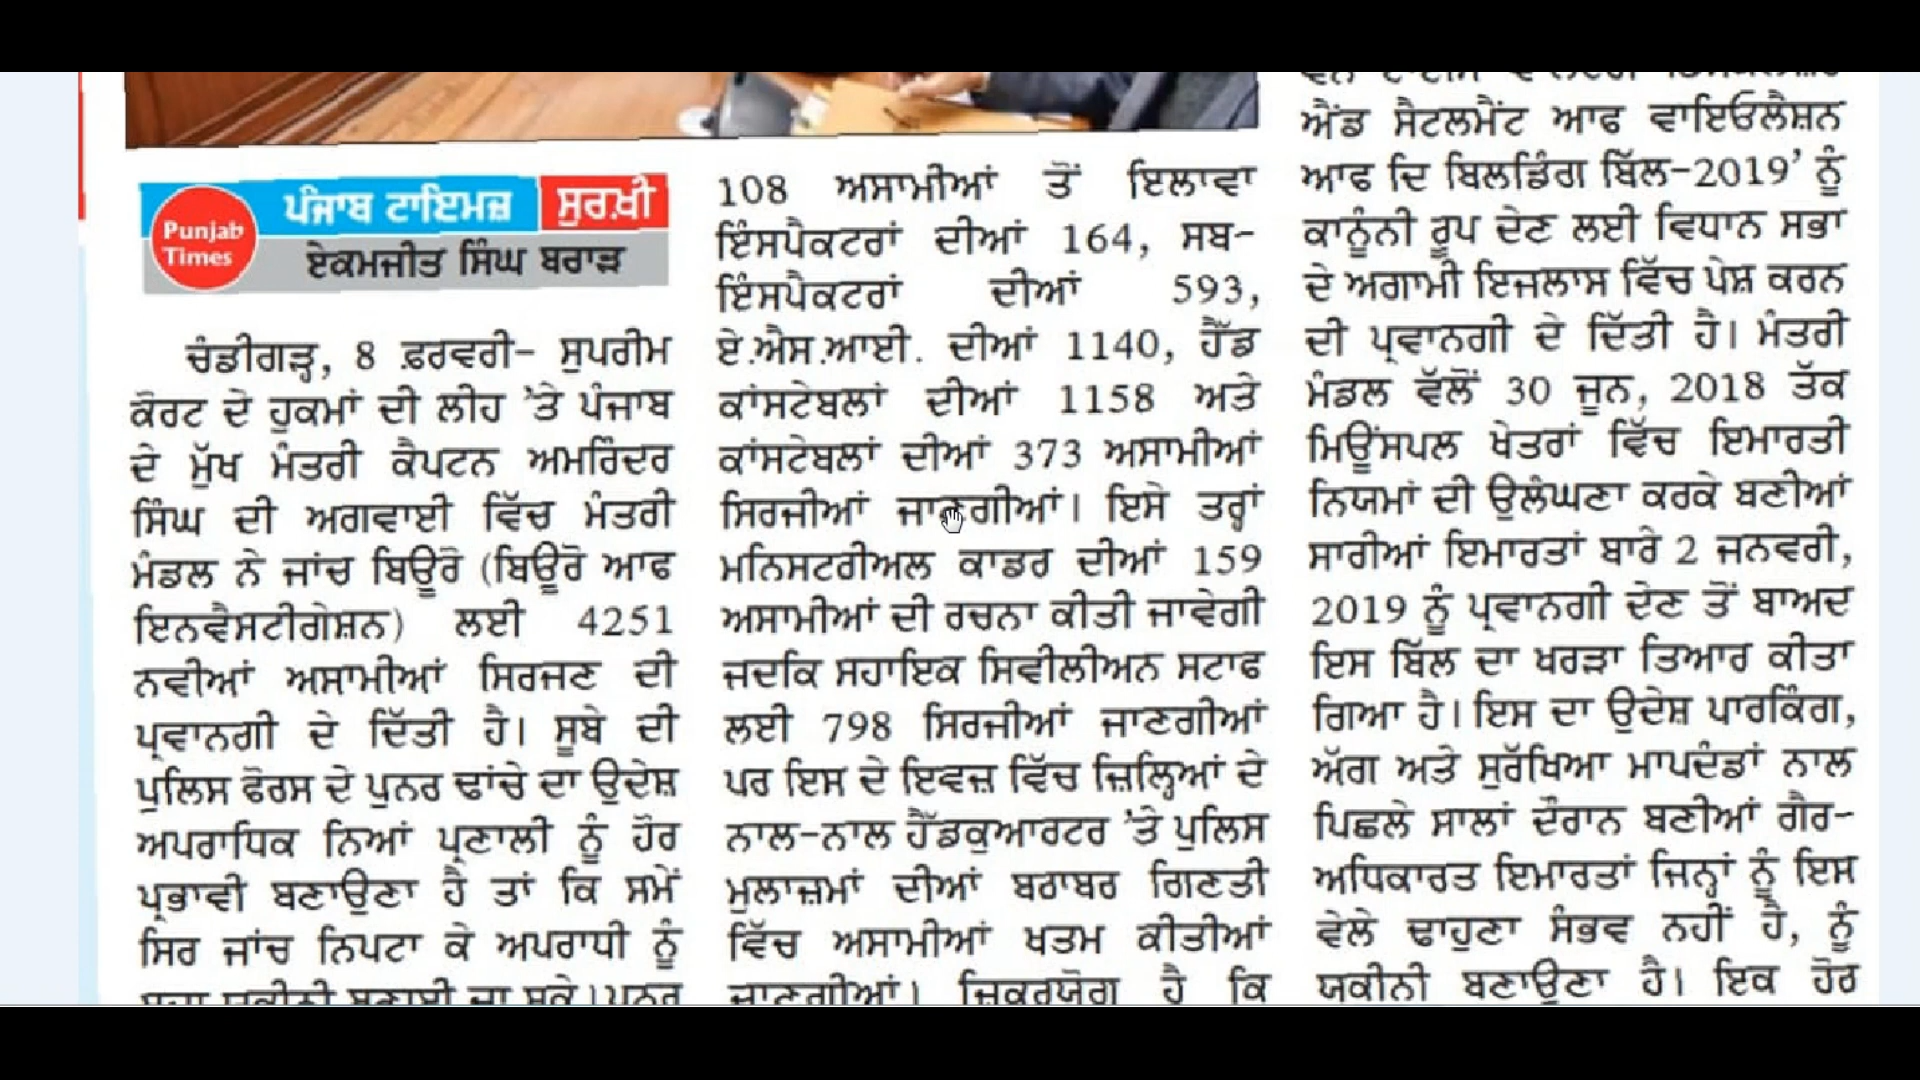 Punjab
Times
ਪੰਜਾਬ ਟਾਇਮਜ਼ ਸੁਰਖ਼ੀ
ਏਕਮਜੀਤ ਸਿੰਘ ਬਰਾੜ
ਚੰਡੀਗੜ੍ਹ, 8 ਫ਼ਰਵਰੀ– ਸੁਪਰੀਮ
ਕੋਰਟ ਦੇ ਹੁਕਮਾਂ ਦੀ ਲੀਹ ’ਤੇ ਪੰਜਾਬ
ਦੇ ਮੁੱਖ ਮੰਤਰੀ ਕੈਪਟਨ ਅਮਰਿੰਦਰ
ਸਿੰਘ ਦੀ ਅਗਵਾਈ ਵਿੱਚ ਮੰਤਰੀ
ਮੰਡਲ ਨੇ ਜਾਂਚ ਬਿਊਰੋ (ਬਿਊਰੋ ਆਫ
ਇਨਵੈਸਟੀਗੇਸ਼ਨ) ਲਈ 4251
ਨਵੀਆਂ ਅਸਾਮੀਆਂ ਸਿਰਜਣ ਦੀ
ਪ੍ਰਵਾਨਗੀ ਦੇ ਦਿੱਤੀ ਹੈ। ਸੂਬੇ ਦੀ
ਪੁਲਿਸ ਫੋਰਸ ਦੇ ਪੁਨਰ ਢਾਂਚੇ ਦਾ ਉਦੇਸ਼
ਅਪਰਾਧਿਕ ਨਿਆਂ ਪ੍ਰਣਾਲੀ ਨੂੰ ਹੋਰ
ਪ੍ਰਭਾਵੀ ਬਣਾਉਣਾ ਹੈ ਤਾਂ ਕਿ ਸਮੇਂ
ਸਿਰ ਜਾਂਚ ਨਿਪਟਾ ਕੇ ਅਪਰਾਧੀ ਨੂੰ
ਸਜ਼ਾ ਯਕੀਨੀ ਬਣਾਈ ਜਾ ਸਕੇ। ਪੁਨਰ
108 ਅਸਾਮੀਆਂ ਤੋਂ ਇਲਾਵਾ
ਇੰਸਪੈਕਟਰਾਂ ਦੀਆਂ 164, ਸਬ–
ਇੰਸਪੈਕਟਰਾਂ ਦੀਆਂ 593,
ਏ.ਐਸ.ਆਈ. ਦੀਆਂ 1140, ਹੈੱਡ
ਕਾਂਸਟੇਬਲਾਂ ਦੀਆਂ 1158 ਅਤੇ
ਕਾਂਸਟੇਬਲਾਂ ਦੀਆਂ 373 ਅਸਾਮੀਆਂ
ਸਿਰਜੀਆਂ ਜਾਣਗੀਆਂ। ਇਸੇ ਤਰ੍ਹਾਂ
ਮਨਿਸਟਰੀਅਲ ਕਾਡਰ ਦੀਆਂ 159
ਅਸਾਮੀਆਂ ਦੀ ਰਚਨਾ ਕੀਤੀ ਜਾਵੇਗੀ
ਜਦਕਿ ਸਹਾਇਕ ਸਿਵੀਲੀਅਨ ਸਟਾਫ
ਲਈ 798 ਸਿਰਜੀਆਂ ਜਾਣਗੀਆਂ
ਪਰ ਇਸ ਦੇ ਇਵਜ਼ ਵਿੱਚ ਜ਼ਿਲ੍ਹਿਆਂ ਦੇ
ਨਾਲ–ਨਾਲ ਹੈੱਡਕੁਆਰਟਰ ’ਤੇ ਪੁਲਿਸ
ਮੁਲਾਜ਼ਮਾਂ ਦੀਆਂ ਬਰਾਬਰ ਗਿਣਤੀ
ਵਿੱਚ ਅਸਾਮੀਆਂ ਖਤਮ ਕੀਤੀਆਂ
ਜਾਣਗੀਆਂ। ਜ਼ਿਕਰਯੋਗ ਹੈ ਕਿ
ਐਂਡ ਸੈਟਲਮੈਂਟ ਆਫ ਵਾਇਓਲੈਸ਼ਨ
ਆਫ ਦਿ ਬਿਲਡਿੰਗ ਬਿੱਲ–2019’ ਨੂੰ
ਕਾਨੂੰਨੀ ਰੂਪ ਦੇਣ ਲਈ ਵਿਧਾਨ ਸਭਾ
ਦੇ ਅਗਾਮੀ ਇਜਲਾਸ ਵਿੱਚ ਪੇਸ਼ ਕਰਨ
ਦੀ ਪ੍ਰਵਾਨਗੀ ਦੇ ਦਿੱਤੀ ਹੈ। ਮੰਤਰੀ
ਮੰਡਲ ਵੱਲੋਂ 30 ਜੂਨ, 2018 ਤੱਕ
ਮਿਊਂਸਪਲ ਖੇਤਰਾਂ ਵਿੱਚ ਇਮਾਰਤੀ
ਨਿਯਮਾਂ ਦੀ ਉਲੰਘਣਾ ਕਰਕੇ ਬਣੀਆਂ
ਸਾਰੀਆਂ ਇਮਾਰਤਾਂ ਬਾਰੇ 2 ਜਨਵਰੀ,
2019 ਨੂੰ ਪ੍ਰਵਾਨਗੀ ਦੇਣ ਤੋਂ ਬਾਅਦ
ਇਸ ਬਿੱਲ ਦਾ ਖਰੜਾ ਤਿਆਰ ਕੀਤਾ
ਗਿਆ ਹੈ। ਇਸ ਦਾ ਉਦੇਸ਼ ਪਾਰਕਿੰਗ,
ਅੱਗ ਅਤੇ ਸੁਰੱਖਿਆ ਮਾਪਦੰਡਾਂ ਨਾਲ
ਪਿਛਲੇ ਸਾਲਾਂ ਦੌਰਾਨ ਬਣੀਆਂ ਗੈਰ–
ਅਧਿਕਾਰਤ ਇਮਾਰਤਾਂ ਜਿਨ੍ਹਾਂ ਨੂੰ ਇਸ
ਵੇਲੇ ਢਾਹੁਣਾ ਸੰਭਵ ਨਹੀਂ ਹੈ, ਨੂੰ
ਯਕੀਨੀ ਬਣਾਉਣਾ ਹੈ। ਇਕ ਹੋਰ